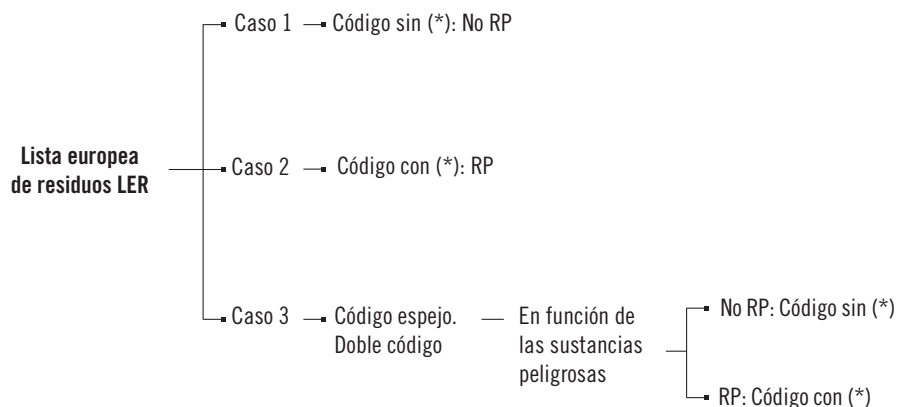 Lista europea
de residuos LER
Caso 1
Código sin (*): No RP
Caso 2
Código con (*): RP
Caso 3
Código espejo.
Doble código
En función de
las sustancias
peligrosas
No RP: Código sin (*)
RP: Código con (*)